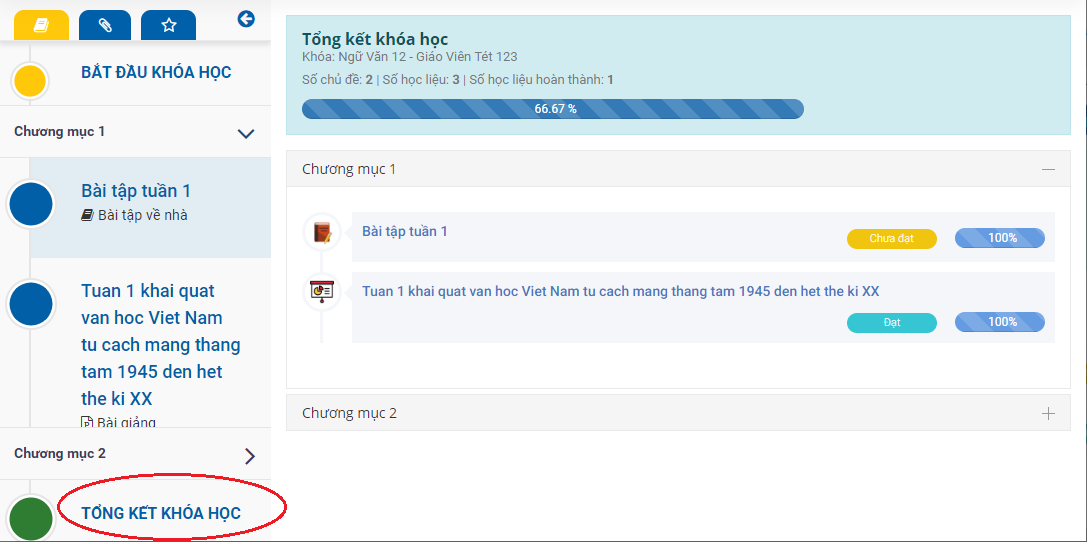 BẮT ĐẦU KHÓA HỌC
Chương mục 1
Bài tập tuần 1
Bài tập về nhà
Tuan 1 khai quat
van hoc Viet Nam
tu cach mang thang
tam 1945 den het
the ki XX
Bài giảng
Chương mục 2
TỔNG KẾT KHÓA HỌC
Tổng kết khóa học
Khóa: Ngữ Văn 12 - Giáo Viên Tét 123
Số chủ đề: 2 | Số học liệu: 3 | Số học liệu hoàn thành: 1
66.67 %
Chương mục 1
Bài tập tuần 1
Chưa đạt
100%
Tuan 1 khai quat van hoc Viet Nam tu cach mang thang tam 1945 den het the ki XX
Đạt
100%
Chương mục 2